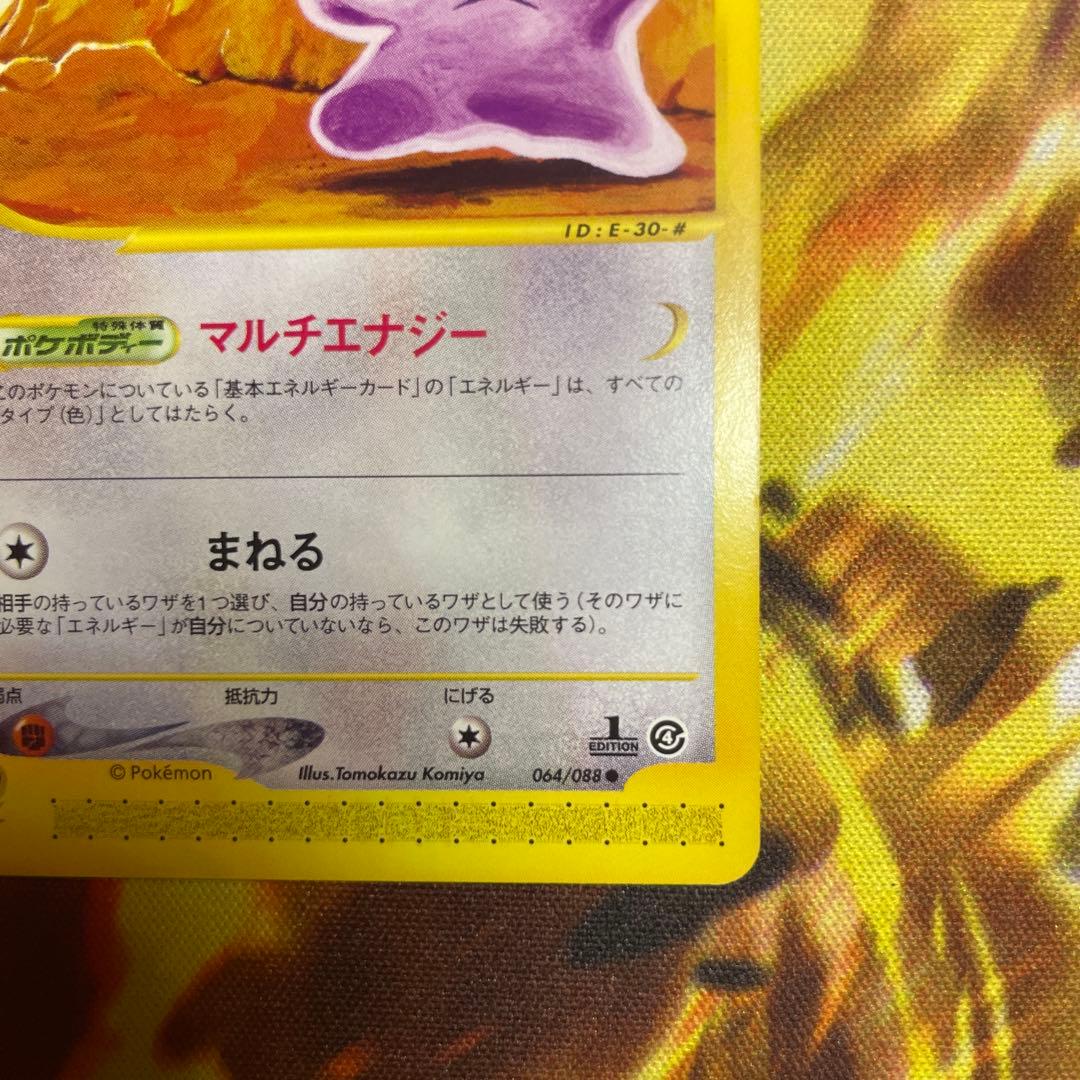 ID:E-30-#
特殊体質
ポケボディー マルチエナジー
このポケモンについている「基本エネルギーカード」の「エネルギー」は、すべての
タイプ(色)」としてはたらく。
まねる
相手の持っているワザを1つ選び、自分の持っているワザとして使う(そのワザに
必要な「エネルギー」が自分についていないなら、このワザは失敗する)。
弱点 抵抗力 にげる
1 EDITION 4
© Pokémon Illus.Tomokazu Komiya 064/088●